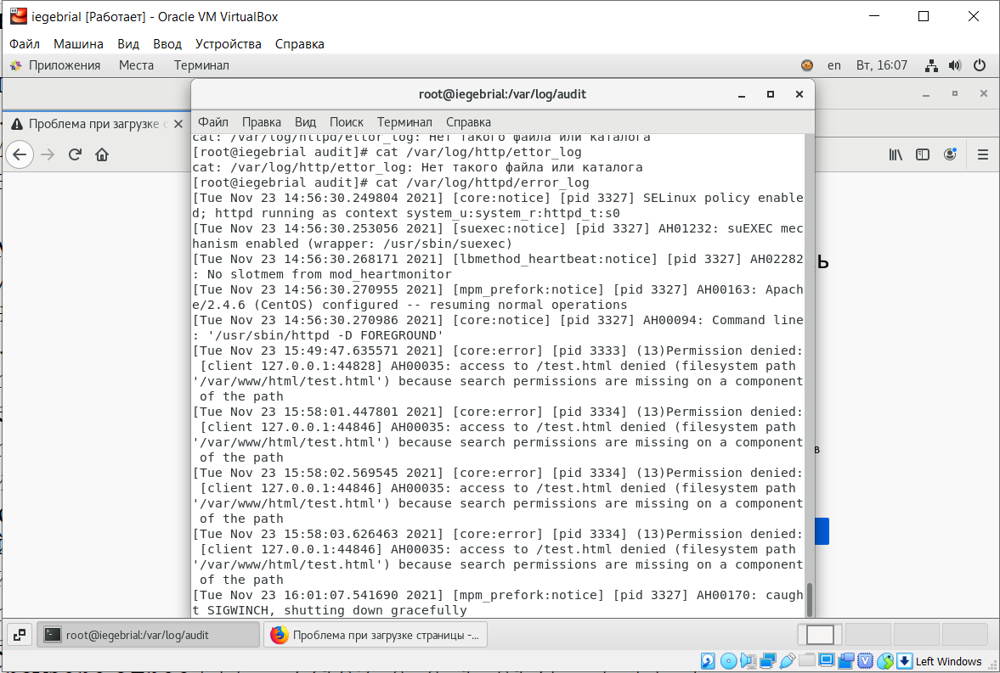 iegebrial [Работает] - Oracle VM VirtualBox
Файл Машина Вид Ввод Устройства Справка
Приложения Места Терминал en Вт, 16:07
root@iegebrial:/var/log/audit
Проблема при загрузке с
Файл Правка Вид Поиск Терминал Справка
cat: /var/log/httpd/ettor_log: Нет такого файла или каталога
[root@iegebrial audit]# cat /var/log/http/ettor_log
cat: /var/log/http/ettor_log: Нет такого файла или каталога
[root@iegebrial audit]# cat /var/log/httpd/error_log
[Tue Nov 23 14:56:30.249804 2021] [core:notice] [pid 3327] SELinux policy enable
d; httpd running as context system_u:system_r:httpd_t:s0
[Tue Nov 23 14:56:30.253056 2021] [suexec:notice] [pid 3327] AH01232: suEXEC mec
hanism enabled (wrapper: /usr/sbin/suexec)
[Tue Nov 23 14:56:30.268171 2021] [lbmethod_heartbeat:notice] [pid 3327] AH02282
: No slotmem from mod_heartmonitor
[Tue Nov 23 14:56:30.270955 2021] [mpm_prefork:notice] [pid 3327] AH00163: Apach
e/2.4.6 (CentOS) configured -- resuming normal operations
[Tue Nov 23 14:56:30.270986 2021] [core:notice] [pid 3327] AH00094: Command line
: '/usr/sbin/httpd -D FOREGROUND'
[Tue Nov 23 15:49:47.635571 2021] [core:error] [pid 3333] (13)Permission denied:
[client 127.0.0.1:44828] AH00035: access to /test.html denied (filesystem path
'/var/www/html/test.html') because search permissions are missing on a component
of the path
[Tue Nov 23 15:58:01.447801 2021] [core:error] [pid 3334] (13)Permission denied:
[client 127.0.0.1:44846] AH00035: access to /test.html denied (filesystem path
'/var/www/html/test.html') because search permissions are missing on a component
of the path
[Tue Nov 23 15:58:02.569545 2021] [core:error] [pid 3334] (13)Permission denied:
[client 127.0.0.1:44846] AH00035: access to /test.html denied (filesystem path
'/var/www/html/test.html') because search permissions are missing on a component
of the path
[Tue Nov 23 15:58:03.626463 2021] [core:error] [pid 3334] (13)Permission denied:
[client 127.0.0.1:44846] AH00035: access to /test.html denied (filesystem path
'/var/www/html/test.html') because search permissions are missing on a component
of the path
[Tue Nov 23 16:01:07.541690 2021] [mpm_prefork:notice] [pid 3327] AH00170: caugh
t SIGWINCH, shutting down gracefully
root@iegebrial:/var/log/audit Проблема при загрузке страницы -...
Left Windows